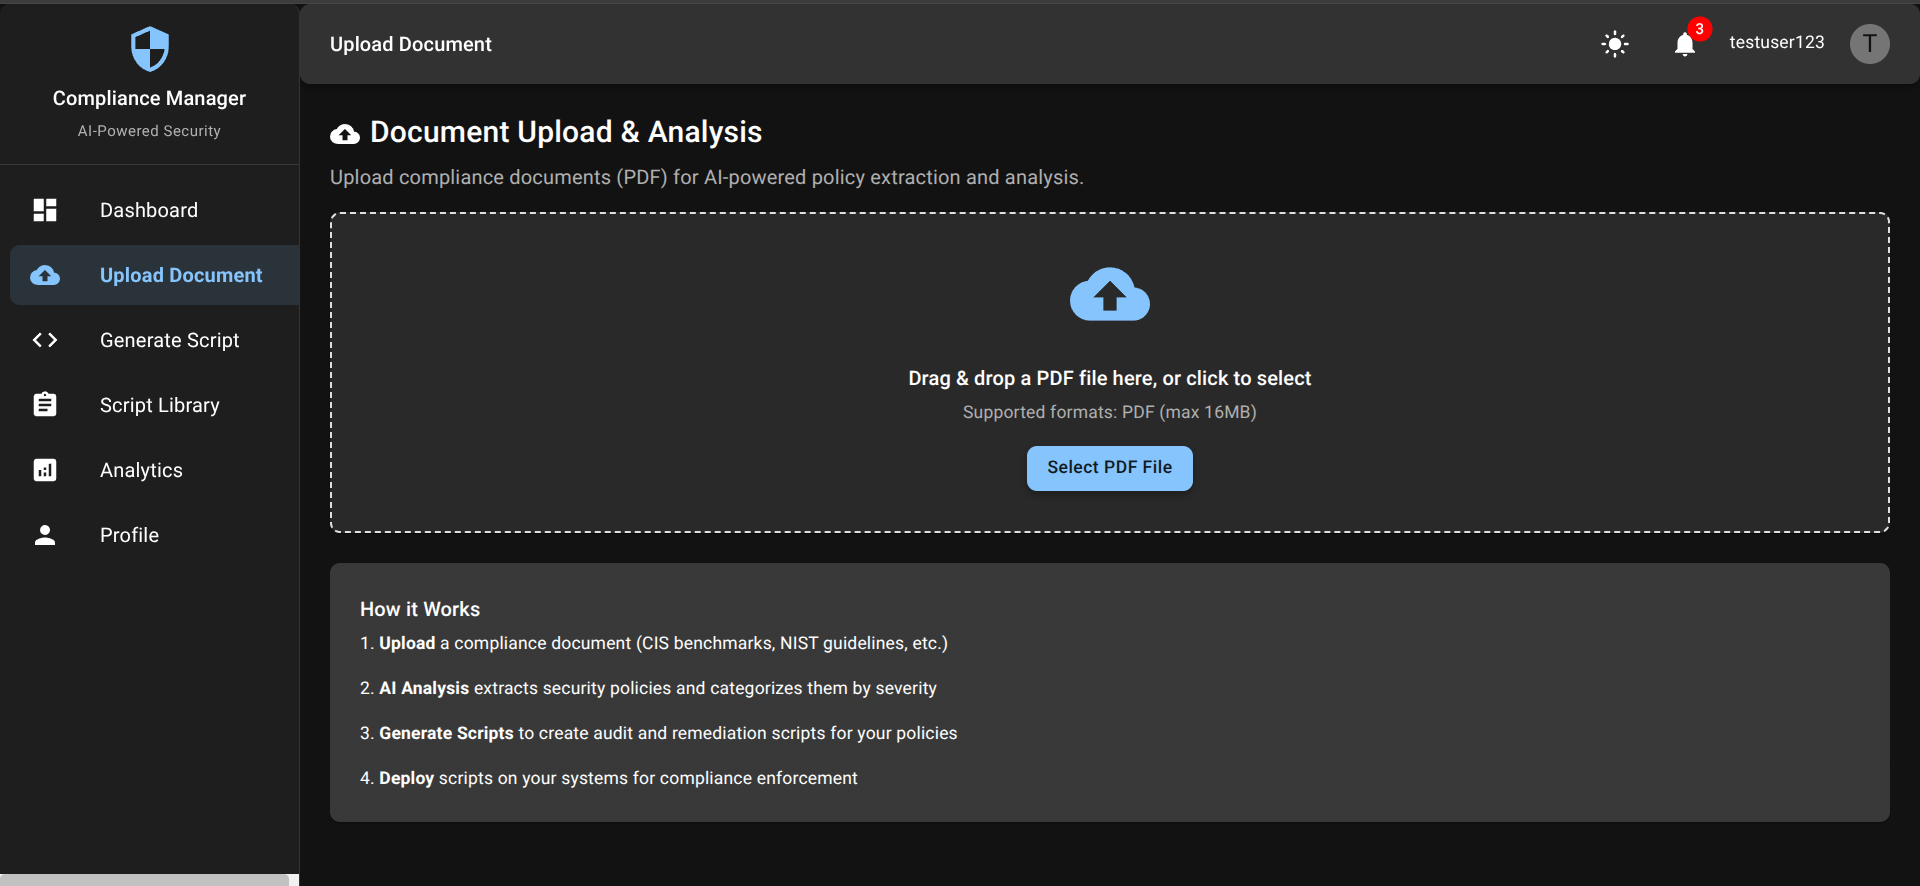 Compliance Manager
AI-Powered Security
Dashboard
Upload Document
Generate Script
Script Library
Analytics
Profile
Upload Document
3
testuser123
T
Document Upload & Analysis
Upload compliance documents (PDF) for AI-powered policy extraction and analysis.
Drag & drop a PDF file here, or click to select
Supported formats: PDF (max 16MB)
Select PDF File
How it Works
1. Upload a compliance document (CIS benchmarks, NIST guidelines, etc.)
2. AI Analysis extracts security policies and categorizes them by severity
3. Generate Scripts to create audit and remediation scripts for your policies
4. Deploy scripts on your systems for compliance enforcement